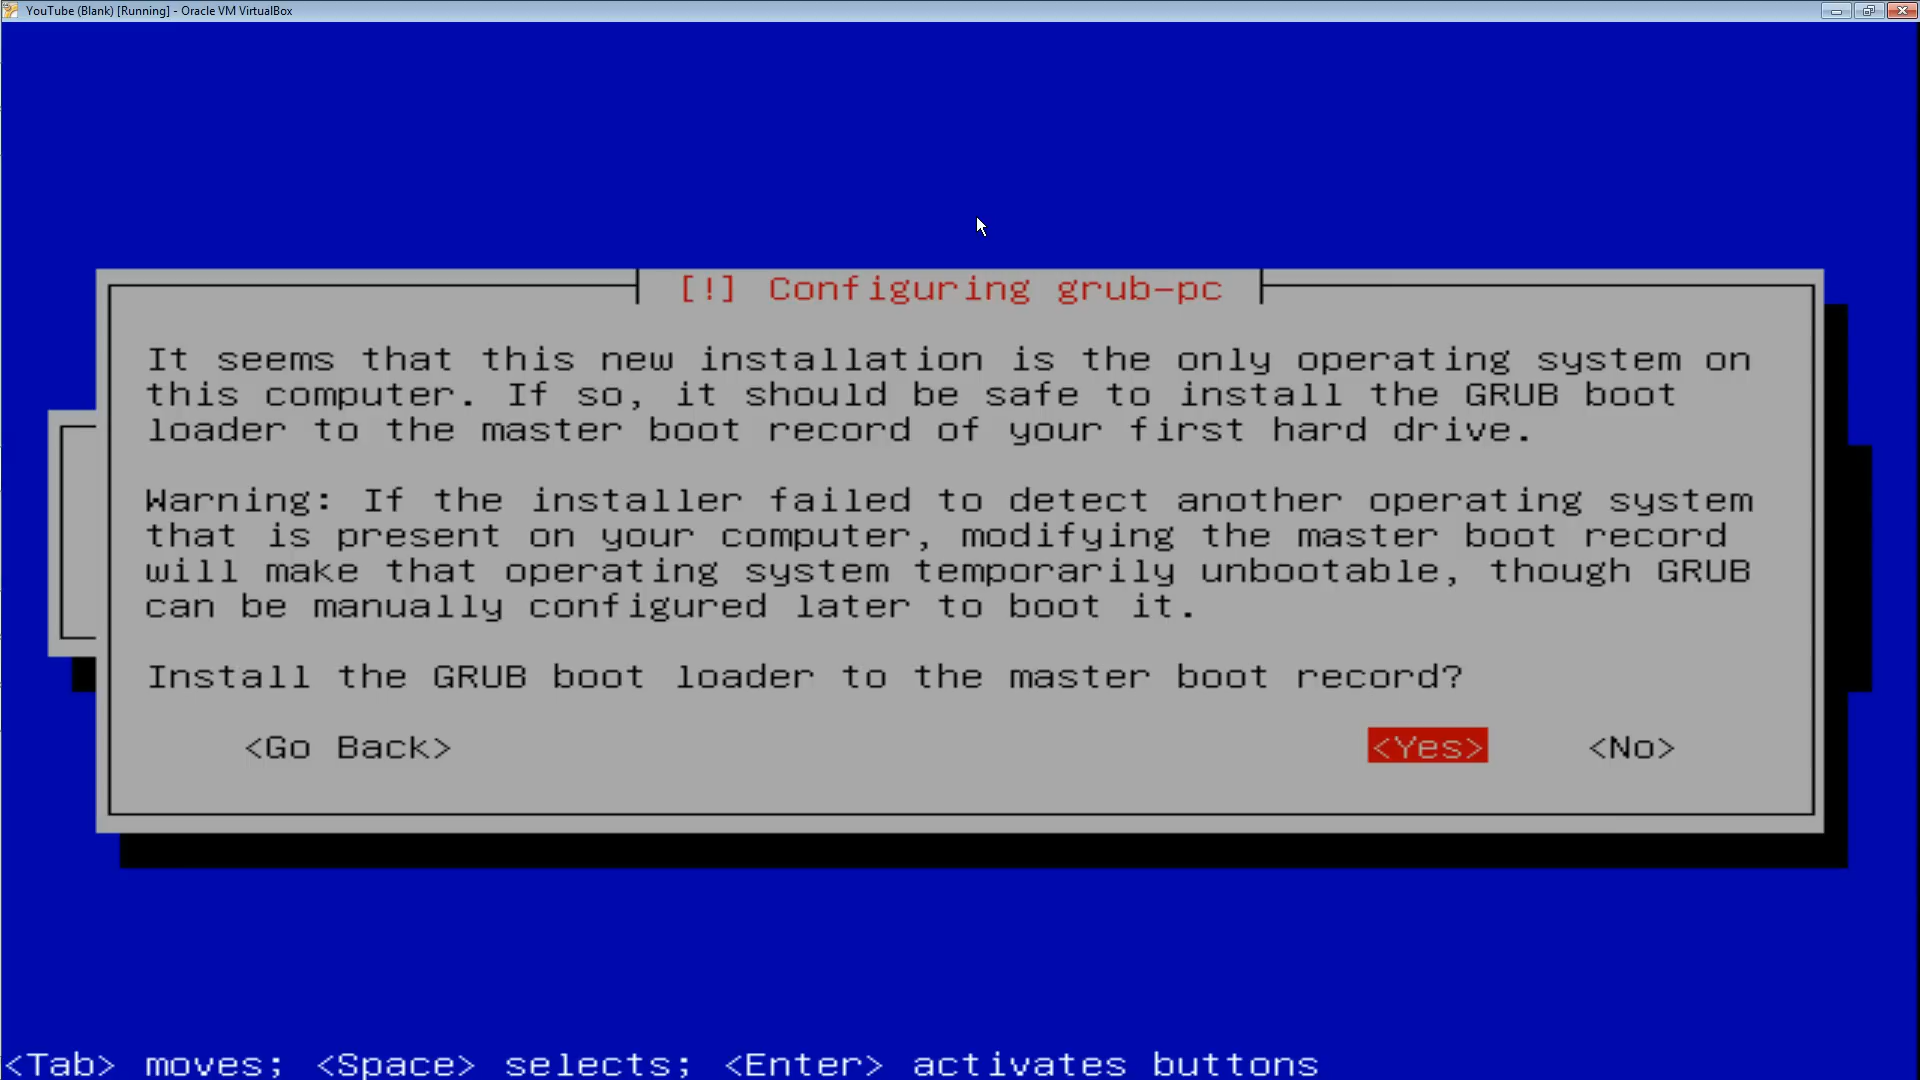 YouTube (Blank) [Running] - Oracle VM VirtualBox
[!] Configuring grub-pc
It seems that this new installation is the only operating system on
this computer. If so, it should be safe to install the GRUB boot
loader to the master boot record of your first hard drive.
Warning: If the installer failed to detect another operating system
that is present on your computer, modifying the master boot record
will make that operating system temporarily unbootable, though GRUB
can be manually configured later to boot it.
Install the GRUB boot loader to the master boot record?
<Go Back> <Yes> <No>
<Tab> moves; <Space> selects; <Enter> activates buttons